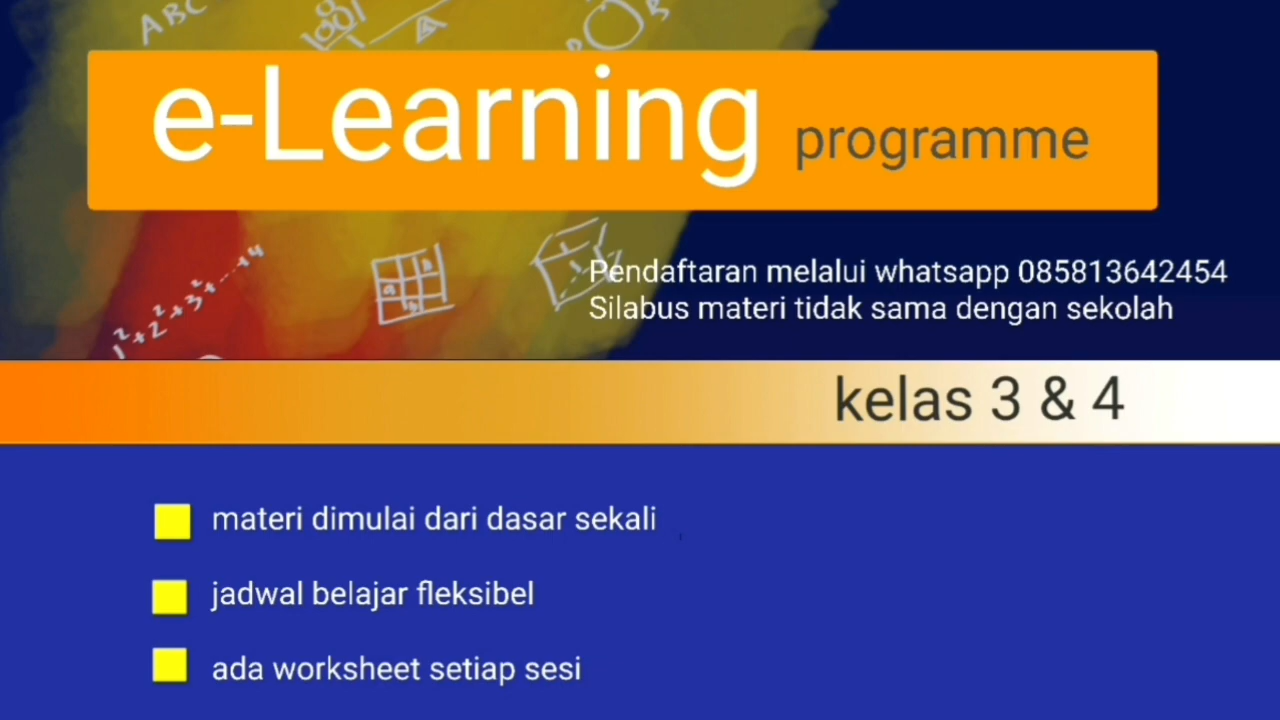 ABC
e-Learning programme
Pendaftaran melalui whatsapp 085813642454
Silabus materi tidak sama dengan sekolah
kelas 3 & 4
materi dimulai dari dasar sekali
jadwal belajar fleksibel
ada worksheet setiap sesi